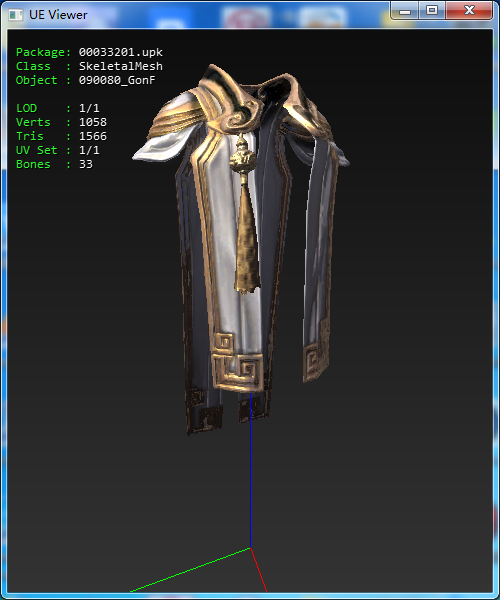 UE Viewer
Package: 00033201.upk
Class : SkeletalMesh
Object : 090080_GonF
LOD : 1/1
Verts : 1058
Tris : 1566
UV Set : 1/1
Bones : 33